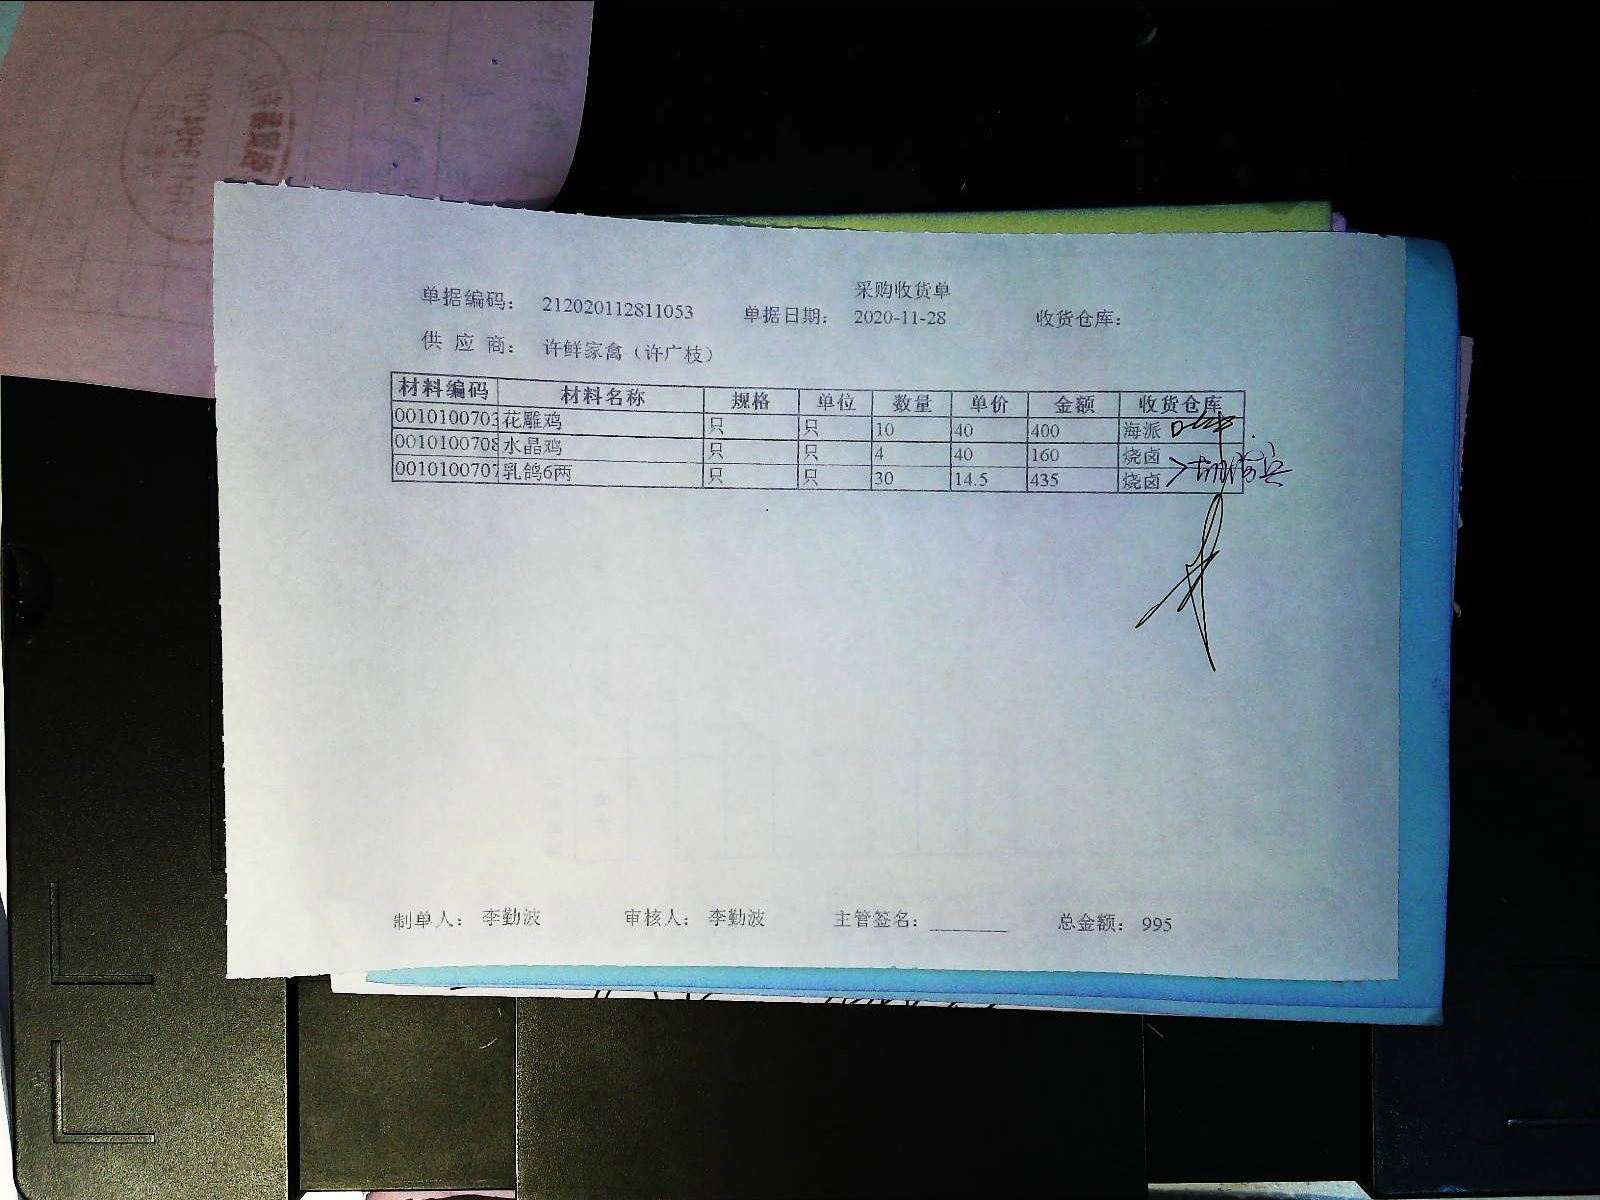 采购收货单
单据编码： 212020112811053 单据日期： 2020-11-28 收货仓库：
供 应 商： 许鲜家禽（许广枝）
材料编码 材料名称 规格 单位 数量 单价 金额 收货仓库
0010100703 花雕鸡 只 只 10 40 400 海派
0010100708 水晶鸡 只 只 4 40 160 烧卤
0010100707 乳鸽6两 只 只 30 14.5 435 烧卤
制单人： 李勤波 审核人： 李勤波 主管签名： 总金额： 995